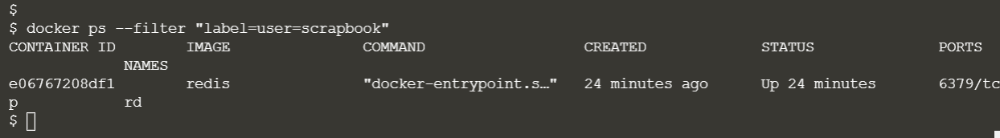 $
$ docker ps --filter "label=user=scrapbook"
CONTAINER ID        IMAGE               COMMAND                  CREATED             STATUS              PORTS
             NAMES
e06767208df1        redis               "docker-entrypoint.s…"   24 minutes ago      Up 24 minutes       6379/tc
p            rd
$